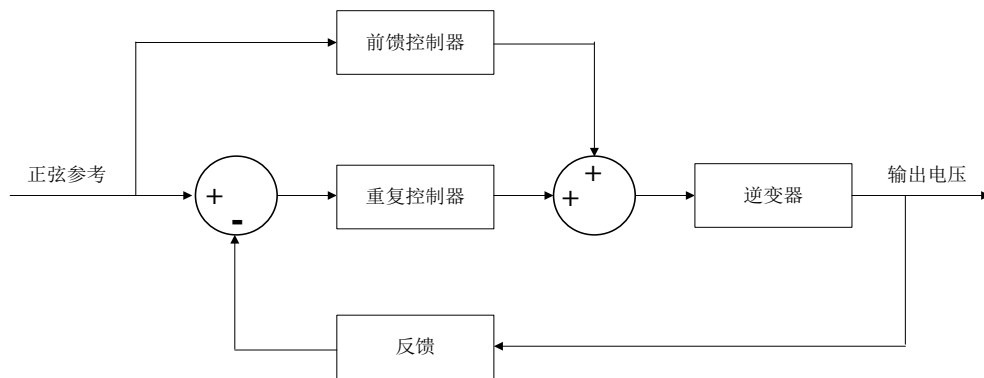 前馈控制器
正弦参考
+
-
重复控制器
+
+
逆变器
输出电压
反馈